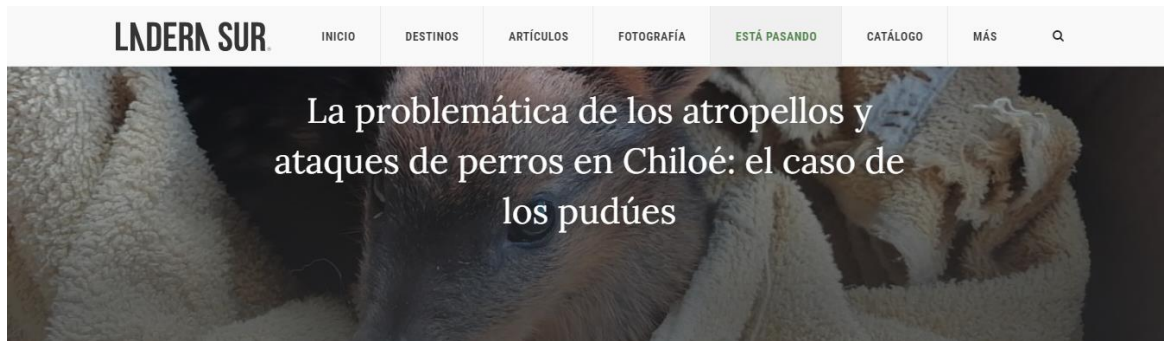 LADERA SUR.
INICIO
DESTINOS
ARTÍCULOS
FOTOGRAFÍA
ESTÁ PASANDO
CATÁLOGO
MÁS
La problemática de los atropellos y
ataques de perros en Chiloé: el caso de
los pudúes